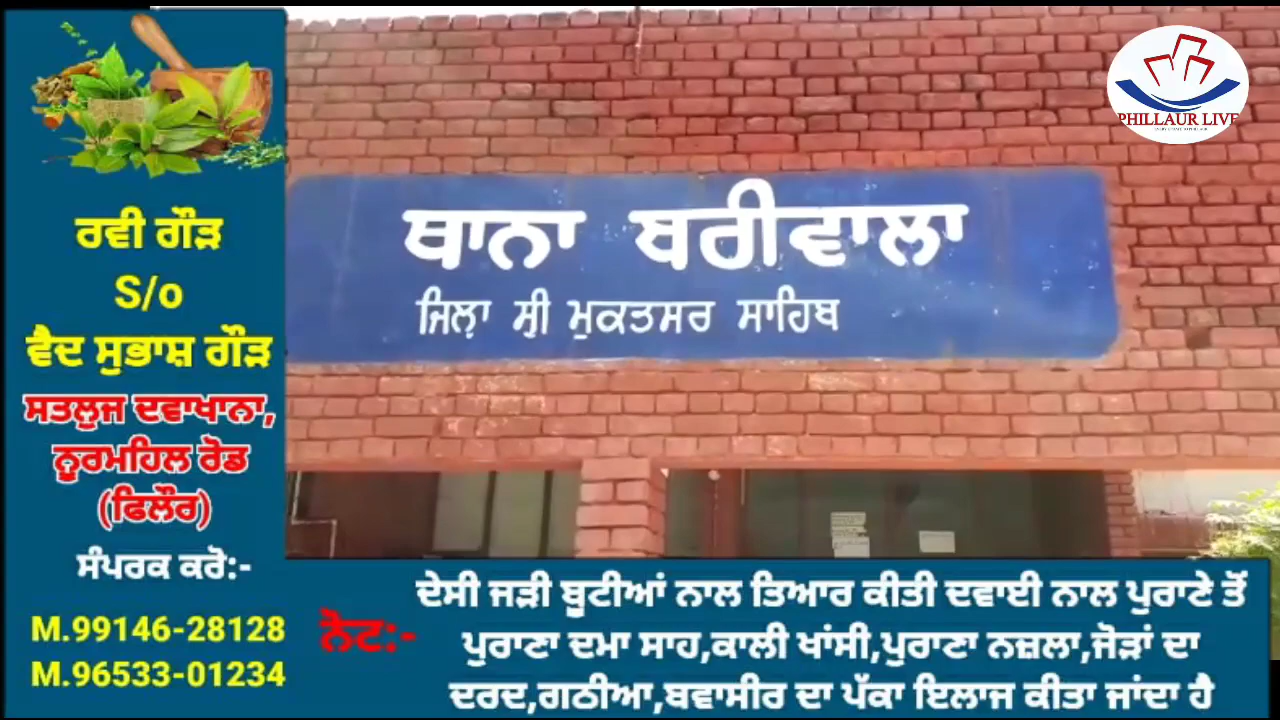 ਰਵੀ ਗੌੜ
S/o
ਵੈਦ ਸੁਭਾਸ਼ ਗੌੜ
ਸਤਲੁਜ ਦਵਾਖਾਨਾ,
ਨੂਰਮਹਿਲ ਰੋਡ
(ਫਿਲੌਰ)
ਸੰਪਰਕ ਕਰੋ:-
M.99146-28128
M.96533-01234
PHILLAUR LIVE
ਥਾਨਾ ਬਰੀਵਾਲਾ
ਜਿਲ੍ਹਾ ਸ੍ਰੀ ਮੁਕਤਸਰ ਸਾਹਿਬ
ਨੋਟ:-
ਦੇਸੀ ਜੜੀ ਬੂਟੀਆਂ ਨਾਲ ਤਿਆਰ ਕੀਤੀ ਦਵਾਈ ਨਾਲ ਪੁਰਾਣੇ ਤੋਂ
ਪੁਰਾਣਾ ਦਮਾ ਸਾਹ,ਕਾਲੀ ਖਾਂਸੀ,ਪੁਰਾਣਾ ਨਜ਼ਲਾ,ਜੋੜਾਂ ਦਾ
ਦਰਦ,ਗਠੀਆ,ਬਵਾਸੀਰ ਦਾ ਪੱਕਾ ਇਲਾਜ ਕੀਤਾ ਜਾਂਦਾ ਹੈ